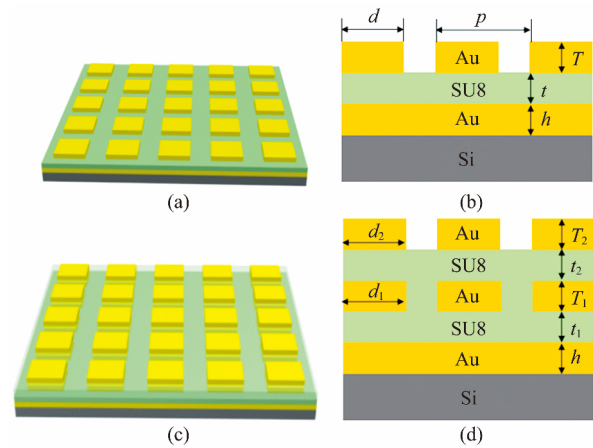 d
p
Au
T
SU8
t
Au
h
Si
(a)
(b)
d₂
Au
T₂
SU8
t₂
d₁
Au
T₁
SU8
t₁
Au
h
Si
(c)
(d)